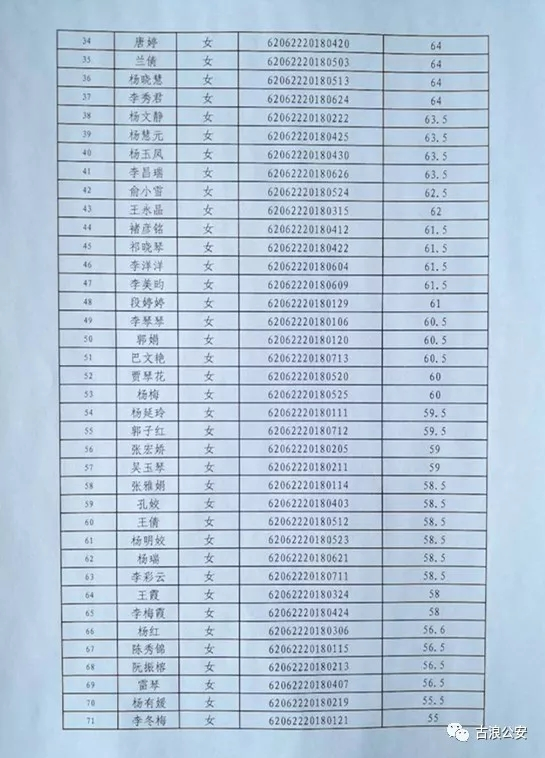 34 唐婷 女 62062220180420 64
35 兰倩 女 62062220180503 64
36 杨晓慧 女 62062220180513 64
37 李秀君 女 62062220180624 64
38 杨文静 女 62062220180222 63.5
39 杨慧元 女 62062220180425 63.5
40 杨玉凤 女 62062220180430 63.5
41 李昌瑞 女 62062220180626 63.5
42 俞小雪 女 62062220180524 62.5
43 王永晶 女 62062220180315 62
44 褚彦铭 女 62062220180412 61.5
45 祁晓琴 女 62062220180422 61.5
46 李洋洋 女 62062220180604 61.5
47 李美昀 女 62062220180609 61.5
48 段婷婷 女 62062220180129 61
49 李琴琴 女 62062220180106 60.5
50 郭娟 女 62062220180120 60.5
51 巴文艳 女 62062220180713 60.5
52 贾琴花 女 62062220180520 60
53 杨梅 女 62062220180525 60
54 杨延玲 女 62062220180111 59.5
55 郭子红 女 62062220180712 59.5
56 张宏娇 女 62062220180205 59
57 吴玉琴 女 62062220180211 59
58 张雅娟 女 62062220180114 58.5
59 孔姣 女 62062220180403 58.5
60 王倩 女 62062220180512 58.5
61 杨明姣 女 62062220180523 58.5
62 杨瑞 女 62062220180621 58.5
63 李彩云 女 62062220180711 58.5
64 王霞 女 62062220180324 58
65 李梅霞 女 62062220180424 58
66 杨红 女 62062220180306 56.6
67 陈秀锦 女 62062220180115 56.5
68 阮振榕 女 62062220180213 56.5
69 雷琴 女 62062220180407 56.5
70 杨有媛 女 62062220180219 55.5
71 李冬梅 女 62062220180121 55
古浪公安